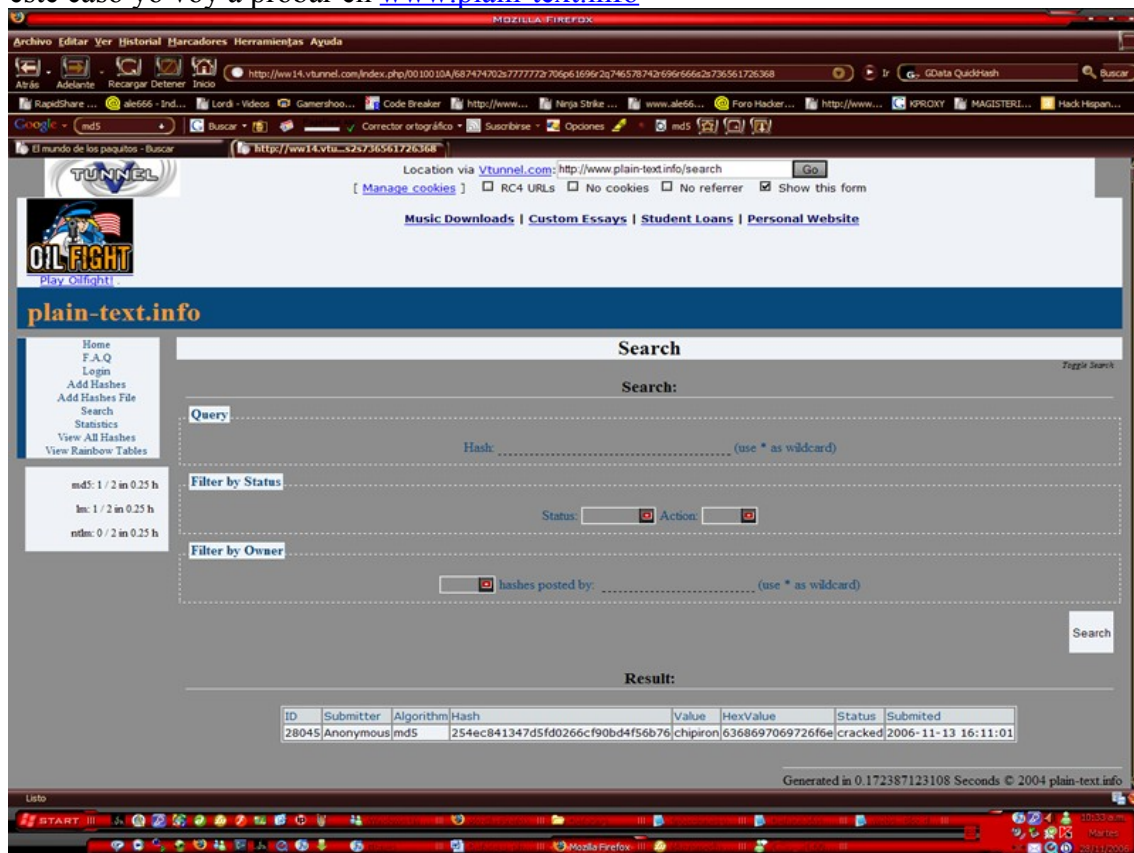 este caso yo voy a probar en www.plain-text.info
MOZILLA FIREFOX
Archivo Editar Ver Historial Marcadores Herramientas Ayuda
Atrás Adelante Recargar Detener Inicio
Ir GData QuickHash Buscar
RapidShare ... ale666 - Ind... Lordi - Videos Gamershoo... Code Breaker http://www... Ninja Strike ... www.ale66... Foro Hacker... http://www... KPROXY MAGISTERI... Hack Hispan...
Google md5 Buscar Corrector ortográfico Suscribirse Opciones md5
El mundo de los paquitos - Buscar http://ww14.vtu...s2s736561726368
TUNNEL
Location via Vtunnel.com: http://www.plain-text.info/search Go
[ Manage cookies ] RC4 URLs No cookies No referrer Show this form
Music Downloads | Custom Essays | Student Loans | Personal Website
OIL FIGHT
Play Oilfight!
plain-text.info
Home
F.A.Q
Login
Add Hashes
Add Hashes File
Search
Statistics
View All Hashes
View Rainbow Tables
md5: 1 / 2 in 0.25 h
lm: 1 / 2 in 0.25 h
ntlm: 0 / 2 in 0.25 h
Search
Toggle Search
Search:
Query
Hash: (use * as wildcard)
Filter by Status
Status: Action:
Filter by Owner
hashes posted by: (use * as wildcard)
Search
Result:
ID Submitter Algorithm Hash Value HexValue Status Submited
28045 Anonymous md5 254ec841347d5fd0266cf90bd4f56b76 chipiron 6368697069726f6e cracked 2006-11-13 16:11:01
Generated in 0.172387123108 Seconds © 2004 plain-text.info
Listo
START
10:33 a.m.
Martes
Mozilla Firefox
28/11/2006